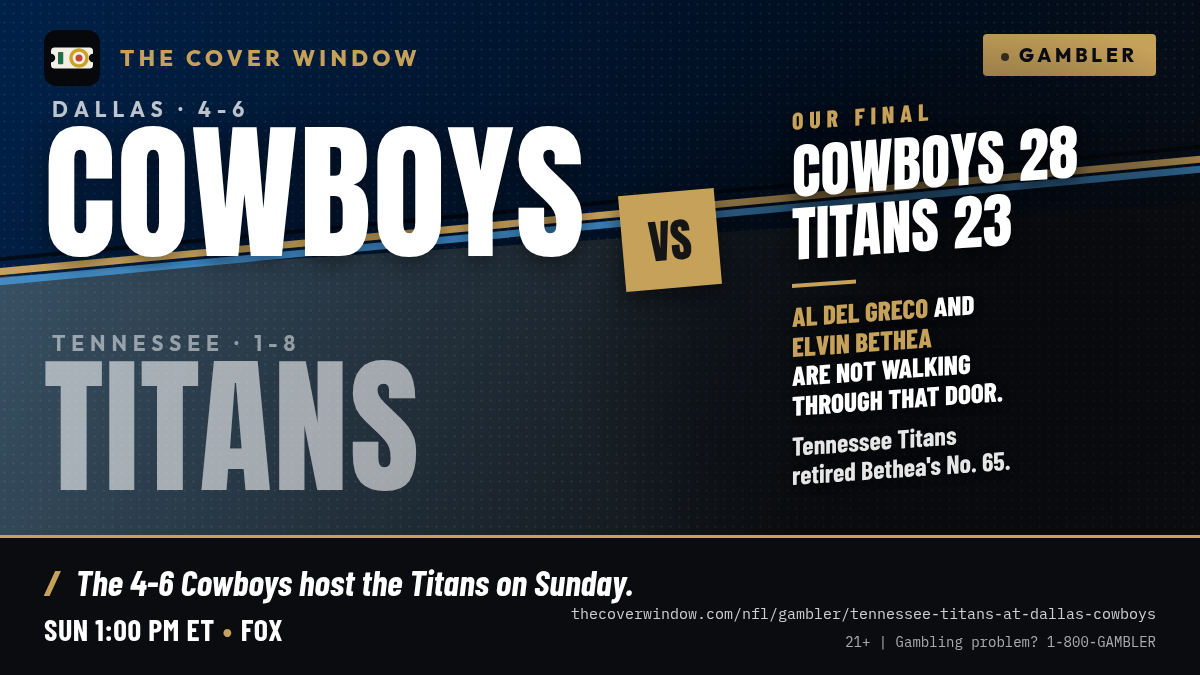 THE COVER WINDOW
GAMBLER
DALLAS · 4-6
COWBOYS
VS
TENNESSEE · 1-8
TITANS
OUR FINAL
COWBOYS 28
TITANS 23
AL DEL GRECO AND
ELVIN BETHEA
ARE NOT WALKING
THROUGH THAT DOOR.
Tennessee Titans
retired Bethea's No. 65.
/ The 4-6 Cowboys host the Titans on Sunday.
SUN 1:00 PM ET • FOX
thecoverwindow.com/nfl/gambler/tennessee-titans-at-dallas-cowboys
21+ | Gambling problem? 1-800-GAMBLER